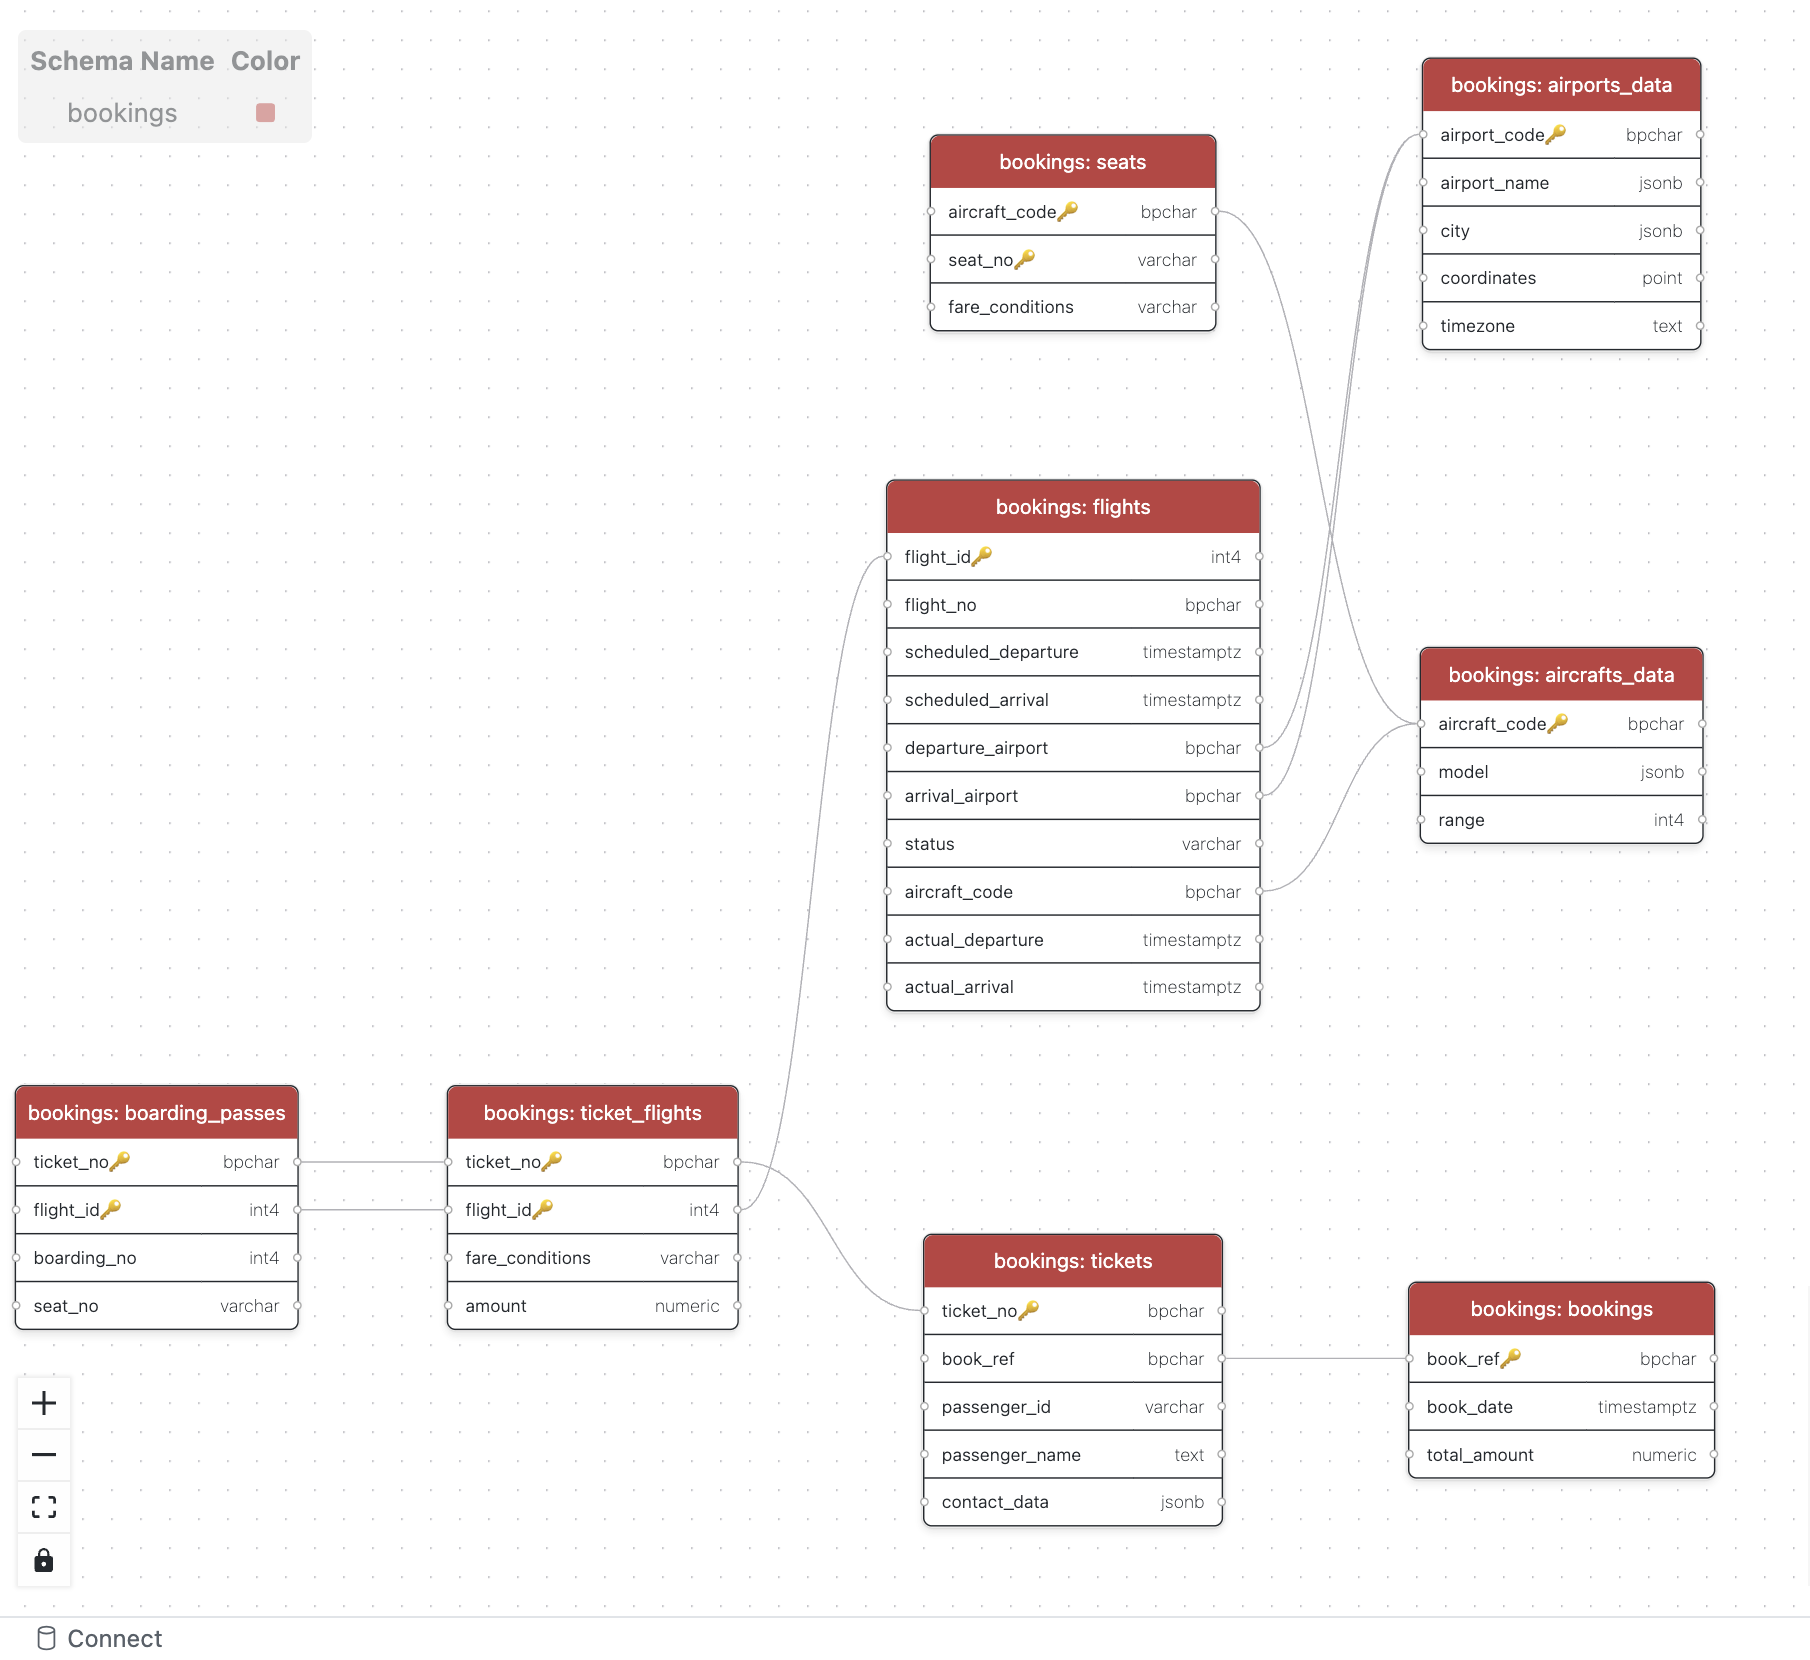 Schema Name Color
bookings
bookings: airports_data
airport_code bpchar
airport_name jsonb
city jsonb
coordinates point
timezone text
bookings: seats
aircraft_code bpchar
seat_no varchar
fare_conditions varchar
bookings: flights
flight_id int4
flight_no bpchar
scheduled_departure timestamptz
scheduled_arrival timestamptz
departure_airport bpchar
arrival_airport bpchar
status varchar
aircraft_code bpchar
actual_departure timestamptz
actual_arrival timestamptz
bookings: aircrafts_data
aircraft_code bpchar
model jsonb
range int4
bookings: boarding_passes
ticket_no bpchar
flight_id int4
boarding_no int4
seat_no varchar
bookings: ticket_flights
ticket_no bpchar
flight_id int4
fare_conditions varchar
amount numeric
bookings: tickets
ticket_no bpchar
book_ref bpchar
passenger_id varchar
passenger_name text
contact_data jsonb
bookings: bookings
book_ref bpchar
book_date timestamptz
total_amount numeric
Connect